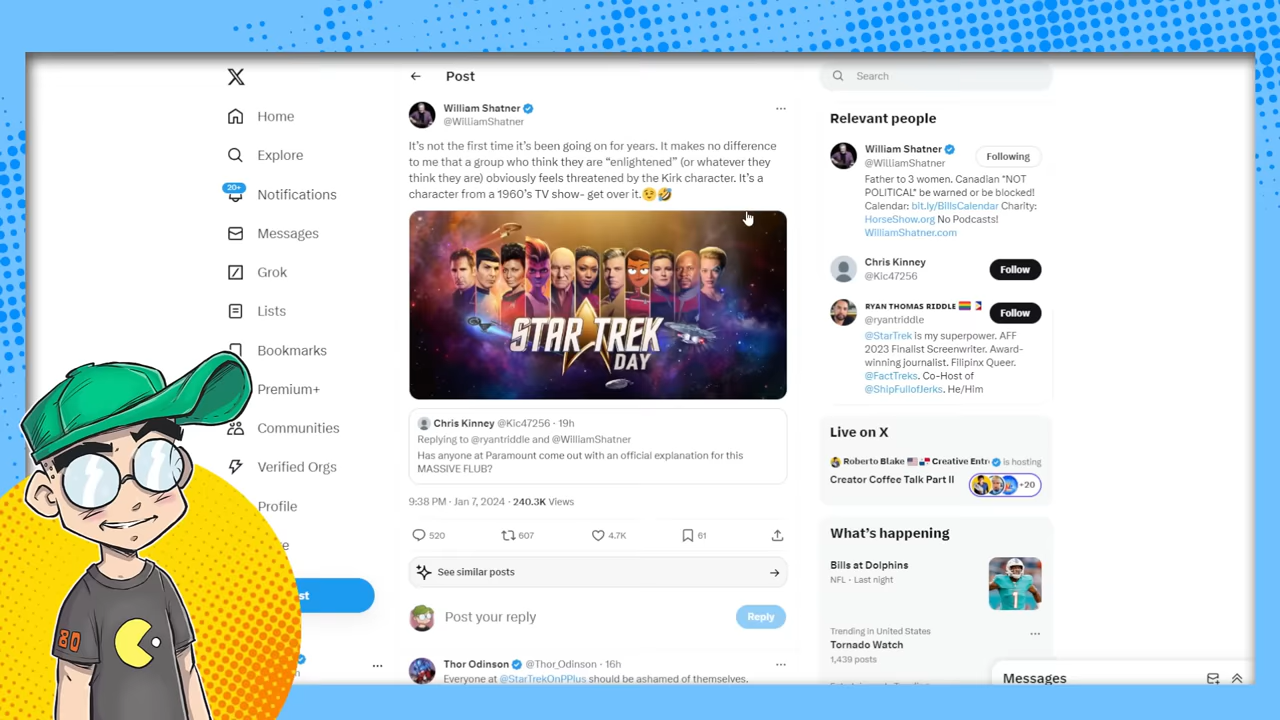 Home
Explore
20+
Notifications
Messages
Grok
Lists
Bookmarks
Premium+
Communities
Verified Orgs
Profile
80
Post
William Shatner
@WilliamShatner
It's not the first time it's been going on for years. It makes no difference
to me that a group who think they are “enlightened” (or whatever they
think they are) obviously feels threatened by the Kirk character. It's a
character from a 1960's TV show- get over it.😉🤣
STAR TREK
DAY
Chris Kinney @Kic47256 · 19h
Replying to @ryantriddle and @WilliamShatner
Has anyone at Paramount come out with an official explanation for this
MASSIVE FLUB?
9:38 PM · Jan 7, 2024 · 240.3K Views
520 607 4.7K 61
See similar posts
Post your reply
Reply
Thor Odinson @Thor_Odinson · 16h
Everyone at @StarTrekOnPPlus should be ashamed of themselves.
Search
Relevant people
William Shatner
@WilliamShatner
Following
Father to 3 women. Canadian “NOT
POLITICAL” be warned or be blocked!
Calendar: bit.ly/BillsCalendar Charity:
HorseShow.org No Podcasts!
WilliamShatner.com
Chris Kinney
@Kic47256
Follow
RYAN THOMAS RIDDLE
@ryantriddle
Follow
@StarTrek is my superpower. AFF
2023 Finalist Screenwriter. Award-
winning journalist. Filipinx Queer.
@FactTreks. Co-Host of
@ShipFullofJerks. He/Him
Live on X
Roberto Blake Creative Entr is hosting
Creator Coffee Talk Part II
+20
What's happening
Bills at Dolphins
NFL · Last night
Trending in United States
Tornado Watch
1,439 posts
Messages